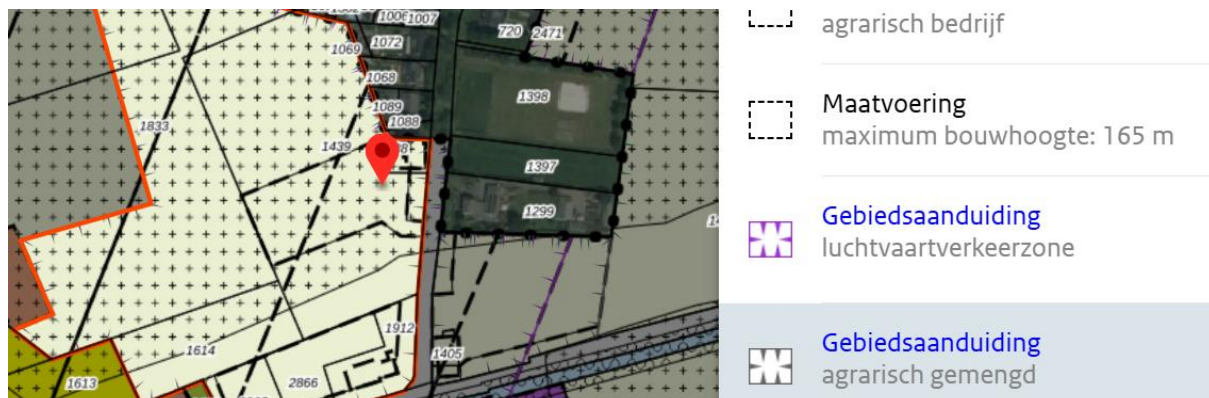 1007
720
2471
1072
1069
1068
1398
1089
1088
1833
1439
1397
1299
1912
1614
1405
2866
1613
agrarisch bedrijf
Maatvoering
maximum bouwhoogte: 165 m
Gebiedsaanduiding
luchtvaartverkeerzone
Gebiedsaanduiding
agrarisch gemengd